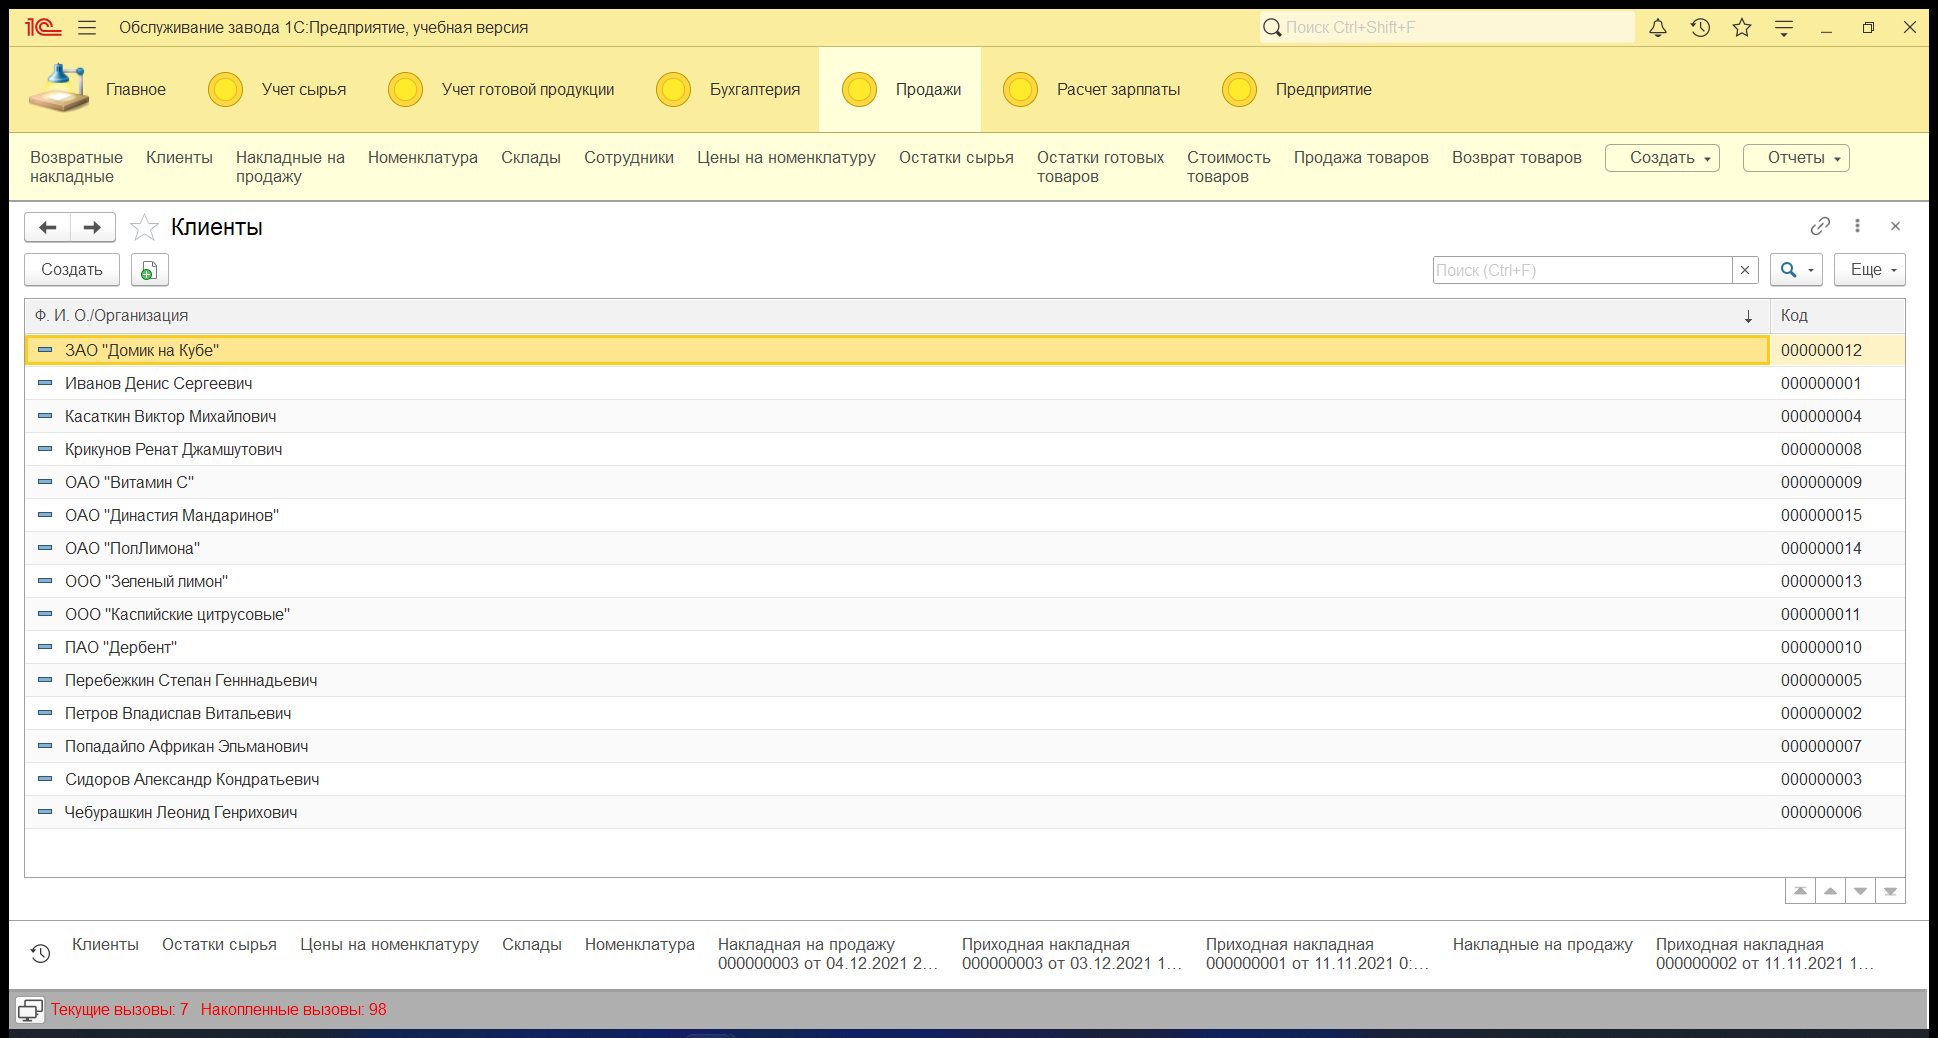 1С Обслуживание завода 1С:Предприятие, учебная версия Поиск Ctrl+Shift+F
Главное Учет сырья Учет готовой продукции Бухгалтерия Продажи Расчет зарплаты Предприятие
Возвратные накладные Клиенты Накладные на продажу Номенклатура Склады Сотрудники Цены на номенклатуру Остатки сырья Остатки готовых товаров Стоимость товаров Продажа товаров Возврат товаров Создать Отчеты
Клиенты
Создать Поиск (Ctrl+F) × Еще
Ф. И. О./Организация ↓ Код
ЗАО "Домик на Кубе" 000000012
Иванов Денис Сергеевич 000000001
Касаткин Виктор Михайлович 000000004
Крикунов Ренат Джамшутович 000000008
ОАО "Витамин С" 000000009
ОАО "Династия Мандаринов" 000000015
ОАО "ПолЛимона" 000000014
ООО "Зеленый лимон" 000000013
ООО "Каспийские цитрусовые" 000000011
ПАО "Дербент" 000000010
Перебежкин Степан Генннадьевич 000000005
Петров Владислав Витальевич 000000002
Попадайло Африкан Эльманович 000000007
Сидоров Александр Кондратьевич 000000003
Чебурашкин Леонид Генрихович 000000006
Клиенты Остатки сырья Цены на номенклатуру Склады Номенклатура Накладная на продажу 000000003 от 04.12.2021 2... Приходная накладная 000000003 от 03.12.2021 1... Приходная накладная 000000001 от 11.11.2021 0:... Накладные на продажу Приходная накладная 000000002 от 11.11.2021 1...
Текущие вызовы: 7 Накопленные вызовы: 98